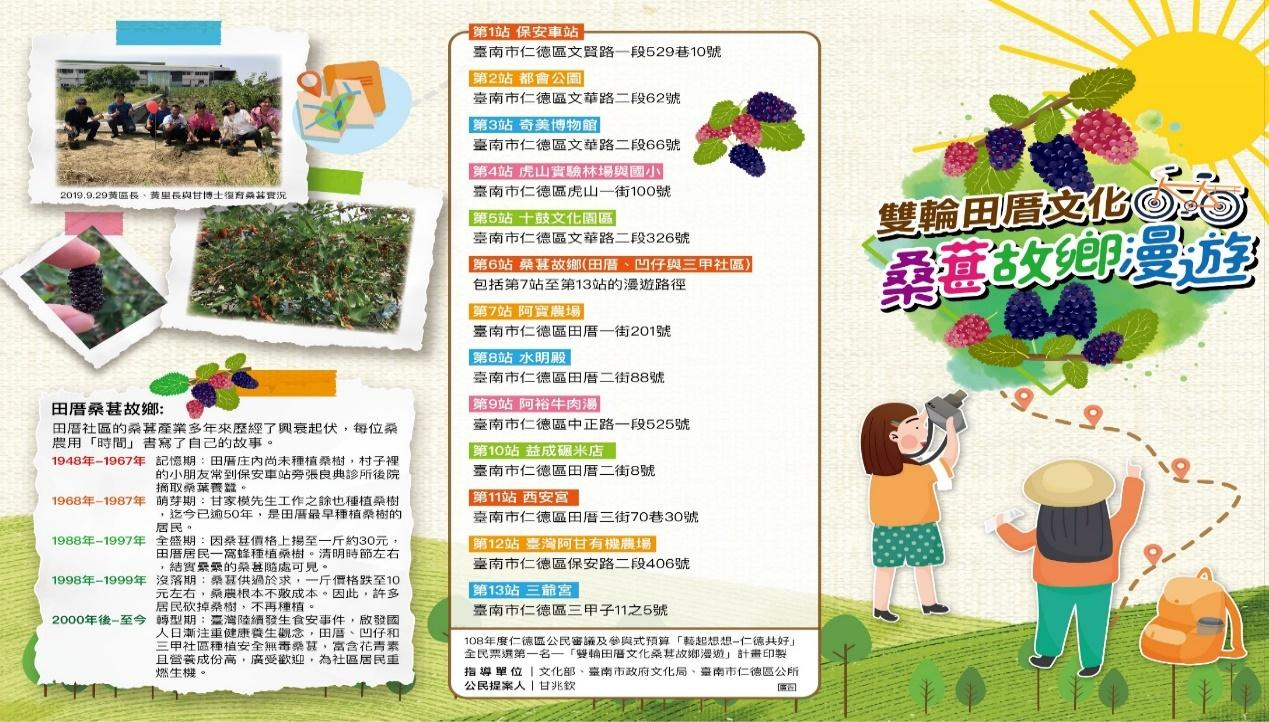 2019.9.29黃區長、黃里長與甘博士復育桑葚實況
田厝桑葚故鄉:
田厝社區的桑葚產業多年來歷經了興衰起伏，每位桑
農用「時間」書寫了自己的故事。
1948年-1967年 記憶期：田厝庄內尚未種植桑樹，村子裡
的小朋友常到保安車站旁張良典診所後院
摘取桑葉養蠶。
1968年-1987年 萌芽期：甘家模先生工作之餘也種植桑樹
，迄今已逾50年，是田厝最早種植桑樹的
居民。
1988年-1997年 全盛期：因桑葚價格上揚至一斤約30元，
田厝居民一窩蜂種植桑樹。清明時節左右
，結實纍纍的桑葚隨處可見。
1998年-1999年 沒落期：桑葚供過於求，一斤價格跌至10
元左右，桑農根本不敷成本。因此，許多
居民砍掉桑樹，不再種植。
2000年後-至今 轉型期：臺灣陸續發生食安事件，啟發國
人日漸注重健康養生觀念，田厝、凹仔和
三甲社區種植安全無毒桑葚，富含花青素
且營養成份高，廣受歡迎，為社區居民重
燃生機。
第1站 保安車站
臺南市仁德區文賢路一段529巷10號
第2站 都會公園
臺南市仁德區文華路二段62號
第3站 奇美博物館
臺南市仁德區文華路二段66號
第4站 虎山實驗林場與國小
臺南市仁德區虎山一街100號
第5站 十鼓文化園區
臺南市仁德區文華路二段326號
第6站 桑葚故鄉(田厝、凹仔與三甲社區)
包括第7站至第13站的漫遊路徑
第7站 阿寶農場
臺南市仁德區田厝一街201號
第8站 水明殿
臺南市仁德區田厝二街88號
第9站 阿裕牛肉湯
臺南市仁德區中正路一段525號
第10站 益成碾米店
臺南市仁德區田厝二街8號
第11站 西安宮
臺南市仁德區田厝三街70巷30號
第12站 臺灣阿甘有機農場
臺南市仁德區保安路二段406號
第13站 三爺宮
臺南市仁德區三甲子11之5號
108年度仁德區公民審議及參與式預算「藝起想想-仁德共好」
全民票選第一名—「雙輪田厝文化桑葚故鄉漫遊」計畫印製
指導單位｜文化部、臺南市政府文化局、臺南市仁德區公所
公民提案人｜甘兆欽
廣告
雙輪田厝文化
桑葚故鄉漫遊